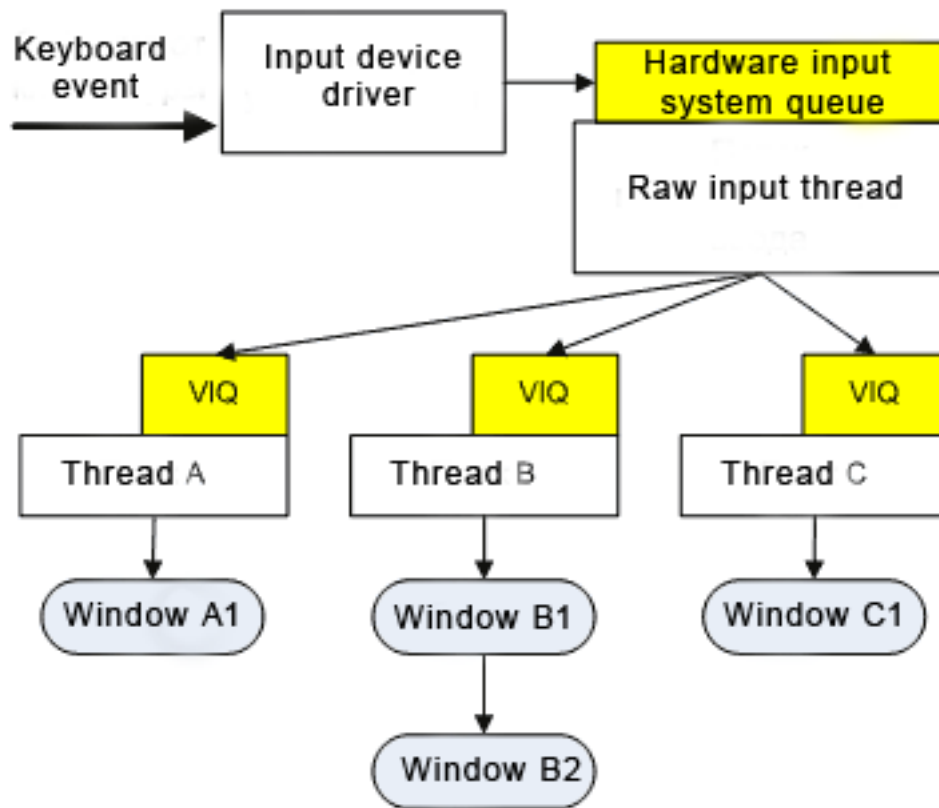 Keyboard
event
Input device
driver
Hardware input
system queue
Raw input thread
VIQ
VIQ
VIQ
Thread A
Thread B
Thread C
Window A1
Window B1
Window C1
Window B2